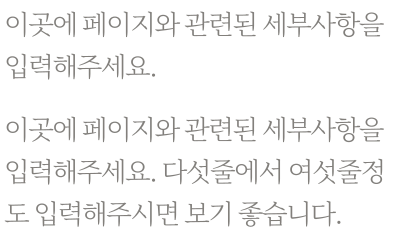 이곳에 페이지와 관련된 세부사항을
입력해주세요.
이곳에 페이지와 관련된 세부사항을
입력해주세요. 다섯줄에서 여섯줄정
도 입력해주시면 보기 좋습니다.